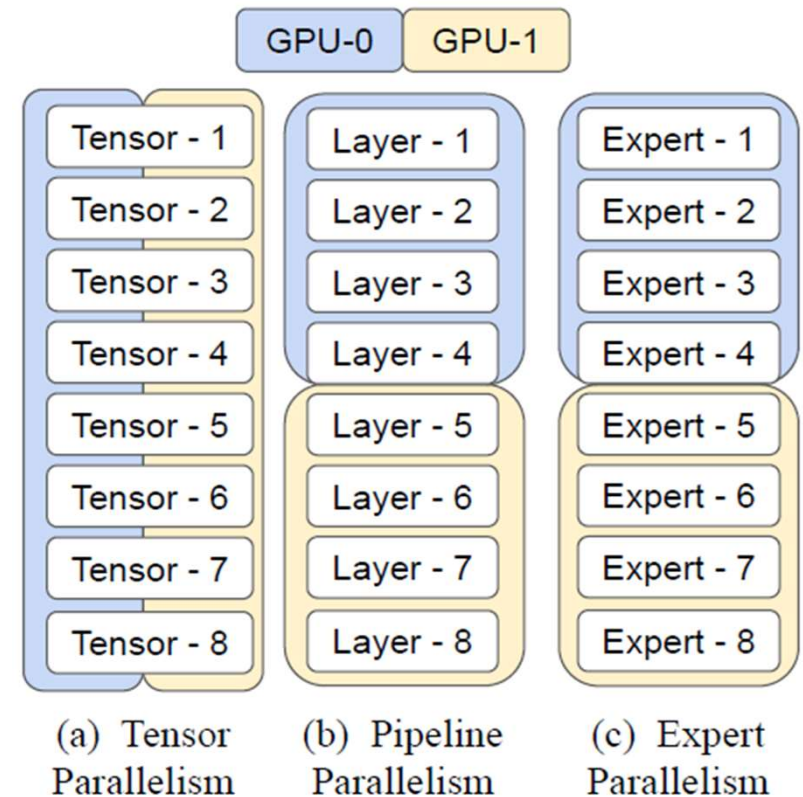 GPU-0 GPU-1
Tensor - 1
Tensor - 2
Tensor - 3
Tensor - 4
Tensor - 5
Tensor - 6
Tensor - 7
Tensor - 8
(a) Tensor
Parallelism
Layer - 1
Layer - 2
Layer - 3
Layer - 4
Layer - 5
Layer - 6
Layer - 7
Layer - 8
(b) Pipeline
Parallelism
Expert - 1
Expert - 2
Expert - 3
Expert - 4
Expert - 5
Expert - 6
Expert - 7
Expert - 8
(c) Expert
Parallelism